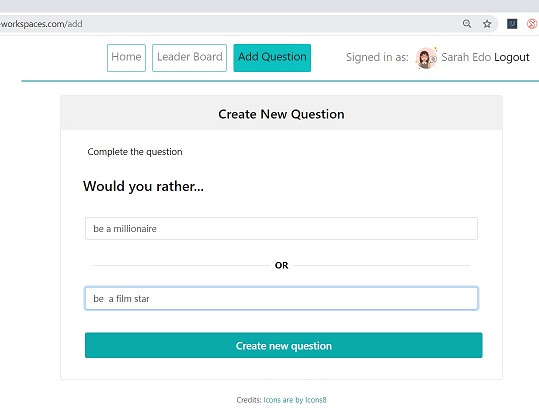 -workspaces.com/add
Home Leader Board Add Question Signed in as: Sarah Edo Logout
Create New Question
Complete the question
Would you rather...
be a millionaire
OR
be  a film star
Create new question
Credits: Icons are by Icons8